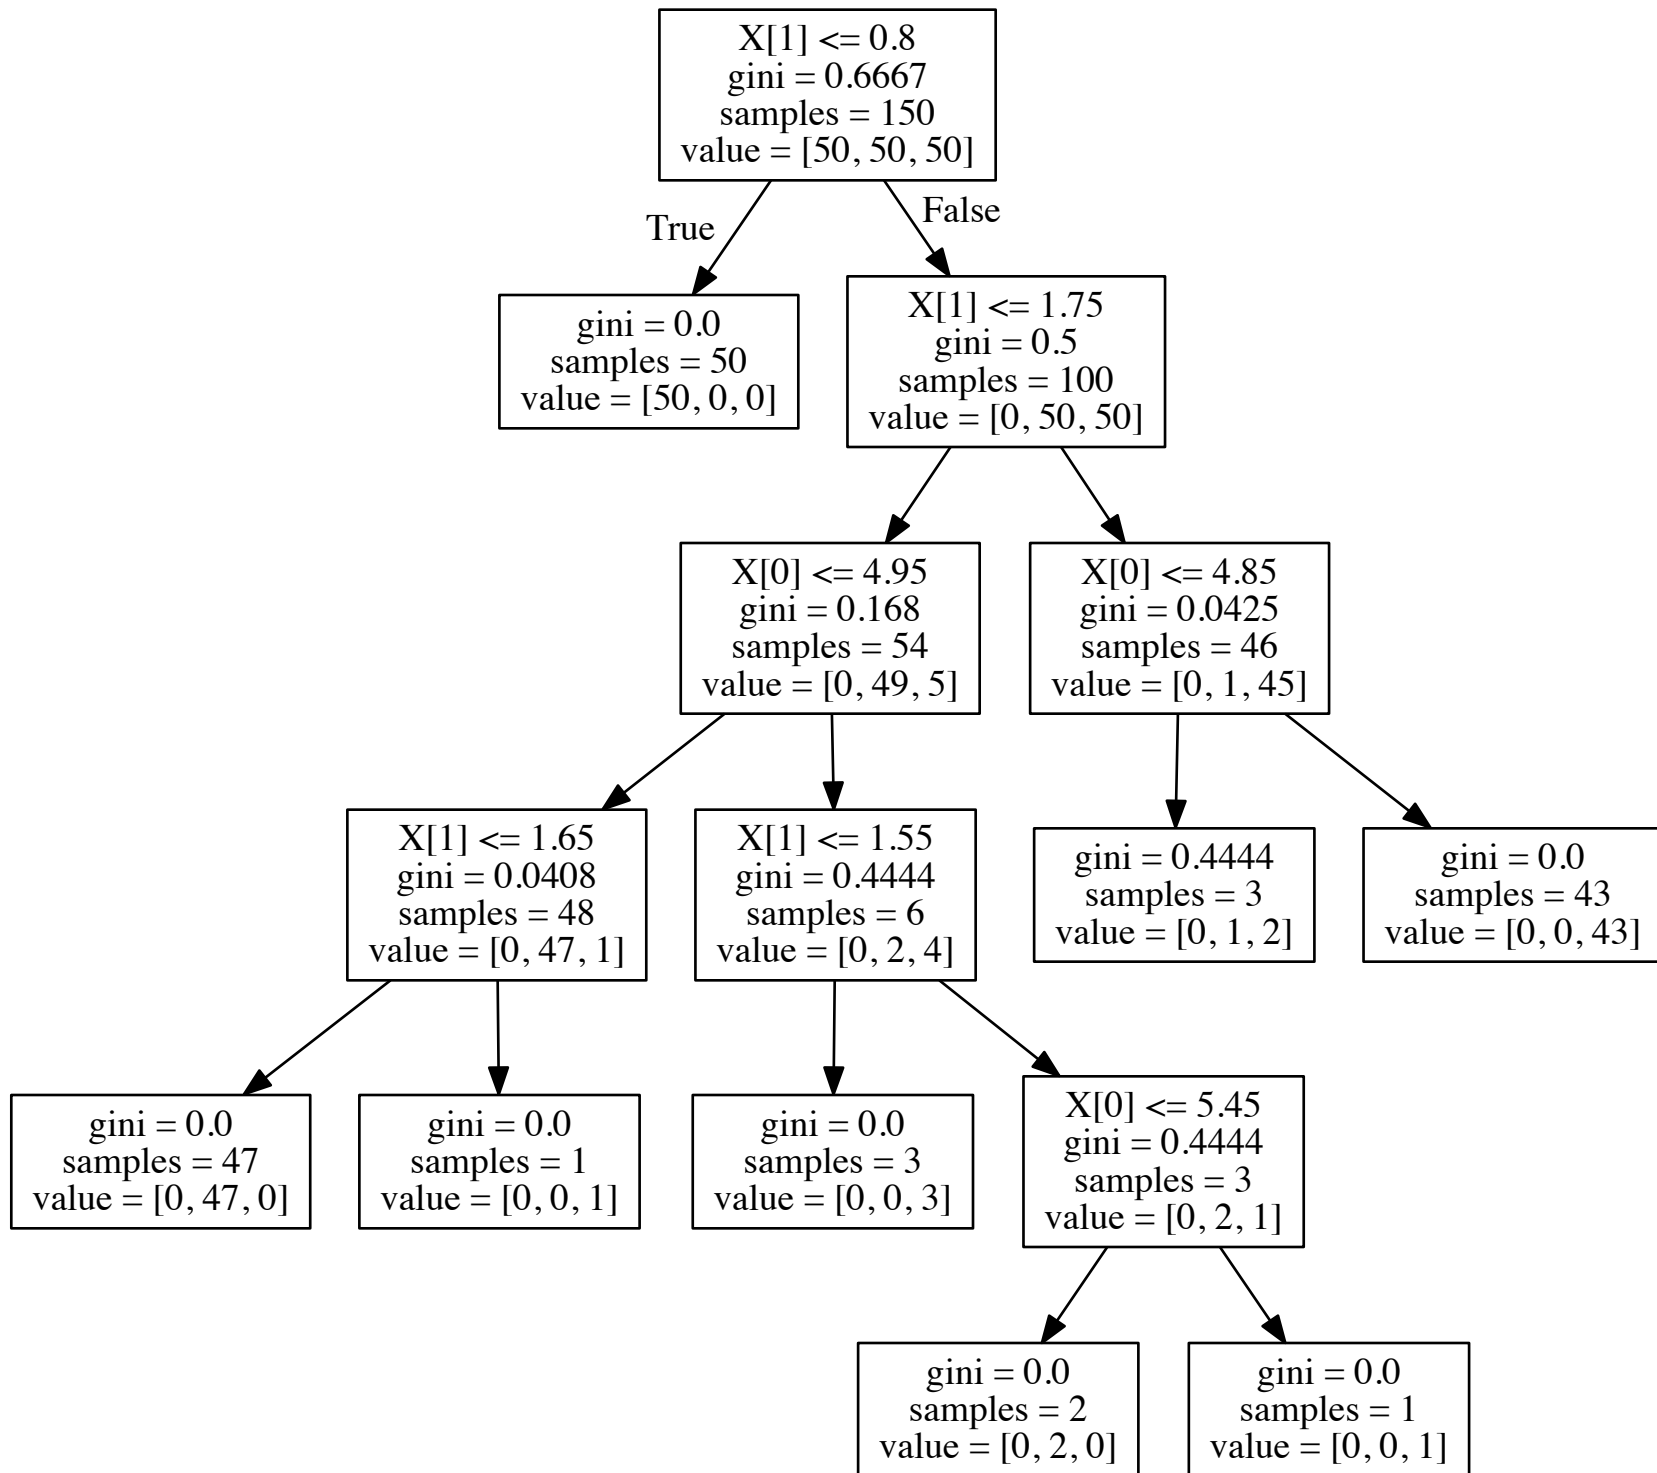 X[1] <= 0.8
gini = 0.6667
samples = 150
value = [50, 50, 50]
True
False
gini = 0.0
samples = 50
value = [50, 0, 0]
X[1] <= 1.75
gini = 0.5
samples = 100
value = [0, 50, 50]
X[0] <= 4.95
gini = 0.168
samples = 54
value = [0, 49, 5]
X[0] <= 4.85
gini = 0.0425
samples = 46
value = [0, 1, 45]
X[1] <= 1.65
gini = 0.0408
samples = 48
value = [0, 47, 1]
X[1] <= 1.55
gini = 0.4444
samples = 6
value = [0, 2, 4]
gini = 0.4444
samples = 3
value = [0, 1, 2]
gini = 0.0
samples = 43
value = [0, 0, 43]
gini = 0.0
samples = 47
value = [0, 47, 0]
gini = 0.0
samples = 1
value = [0, 0, 1]
gini = 0.0
samples = 3
value = [0, 0, 3]
X[0] <= 5.45
gini = 0.4444
samples = 3
value = [0, 2, 1]
gini = 0.0
samples = 2
value = [0, 2, 0]
gini = 0.0
samples = 1
value = [0, 0, 1]